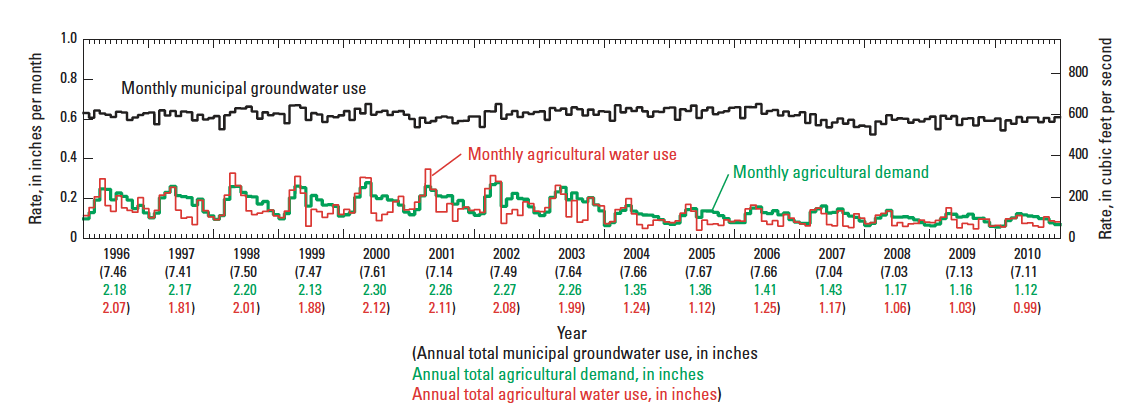 1.0
0.8
0.6
0.4
0.2
0
Rate, in inches per month
800
600
400
200
0
Rate, in cubic feet per second
Monthly municipal groundwater use
Monthly agricultural water use
Monthly agricultural demand
1996 1997 1998 1999 2000 2001 2002 2003 2004 2005 2006 2007 2008 2009 2010
(7.46 (7.41 (7.50 (7.47 (7.61 (7.14 (7.49 (7.64 (7.66 (7.67 (7.66 (7.04 (7.03 (7.13 (7.11
2.18 2.17 2.20 2.13 2.30 2.26 2.27 2.26 1.35 1.36 1.41 1.43 1.17 1.16 1.12
2.07) 1.81) 2.01) 1.88) 2.12) 2.11) 2.08) 1.99) 1.24) 1.12) 1.25) 1.17) 1.06) 1.03) 0.99)
Year
(Annual total municipal groundwater use, in inches
Annual total agricultural demand, in inches
Annual total agricultural water use, in inches)